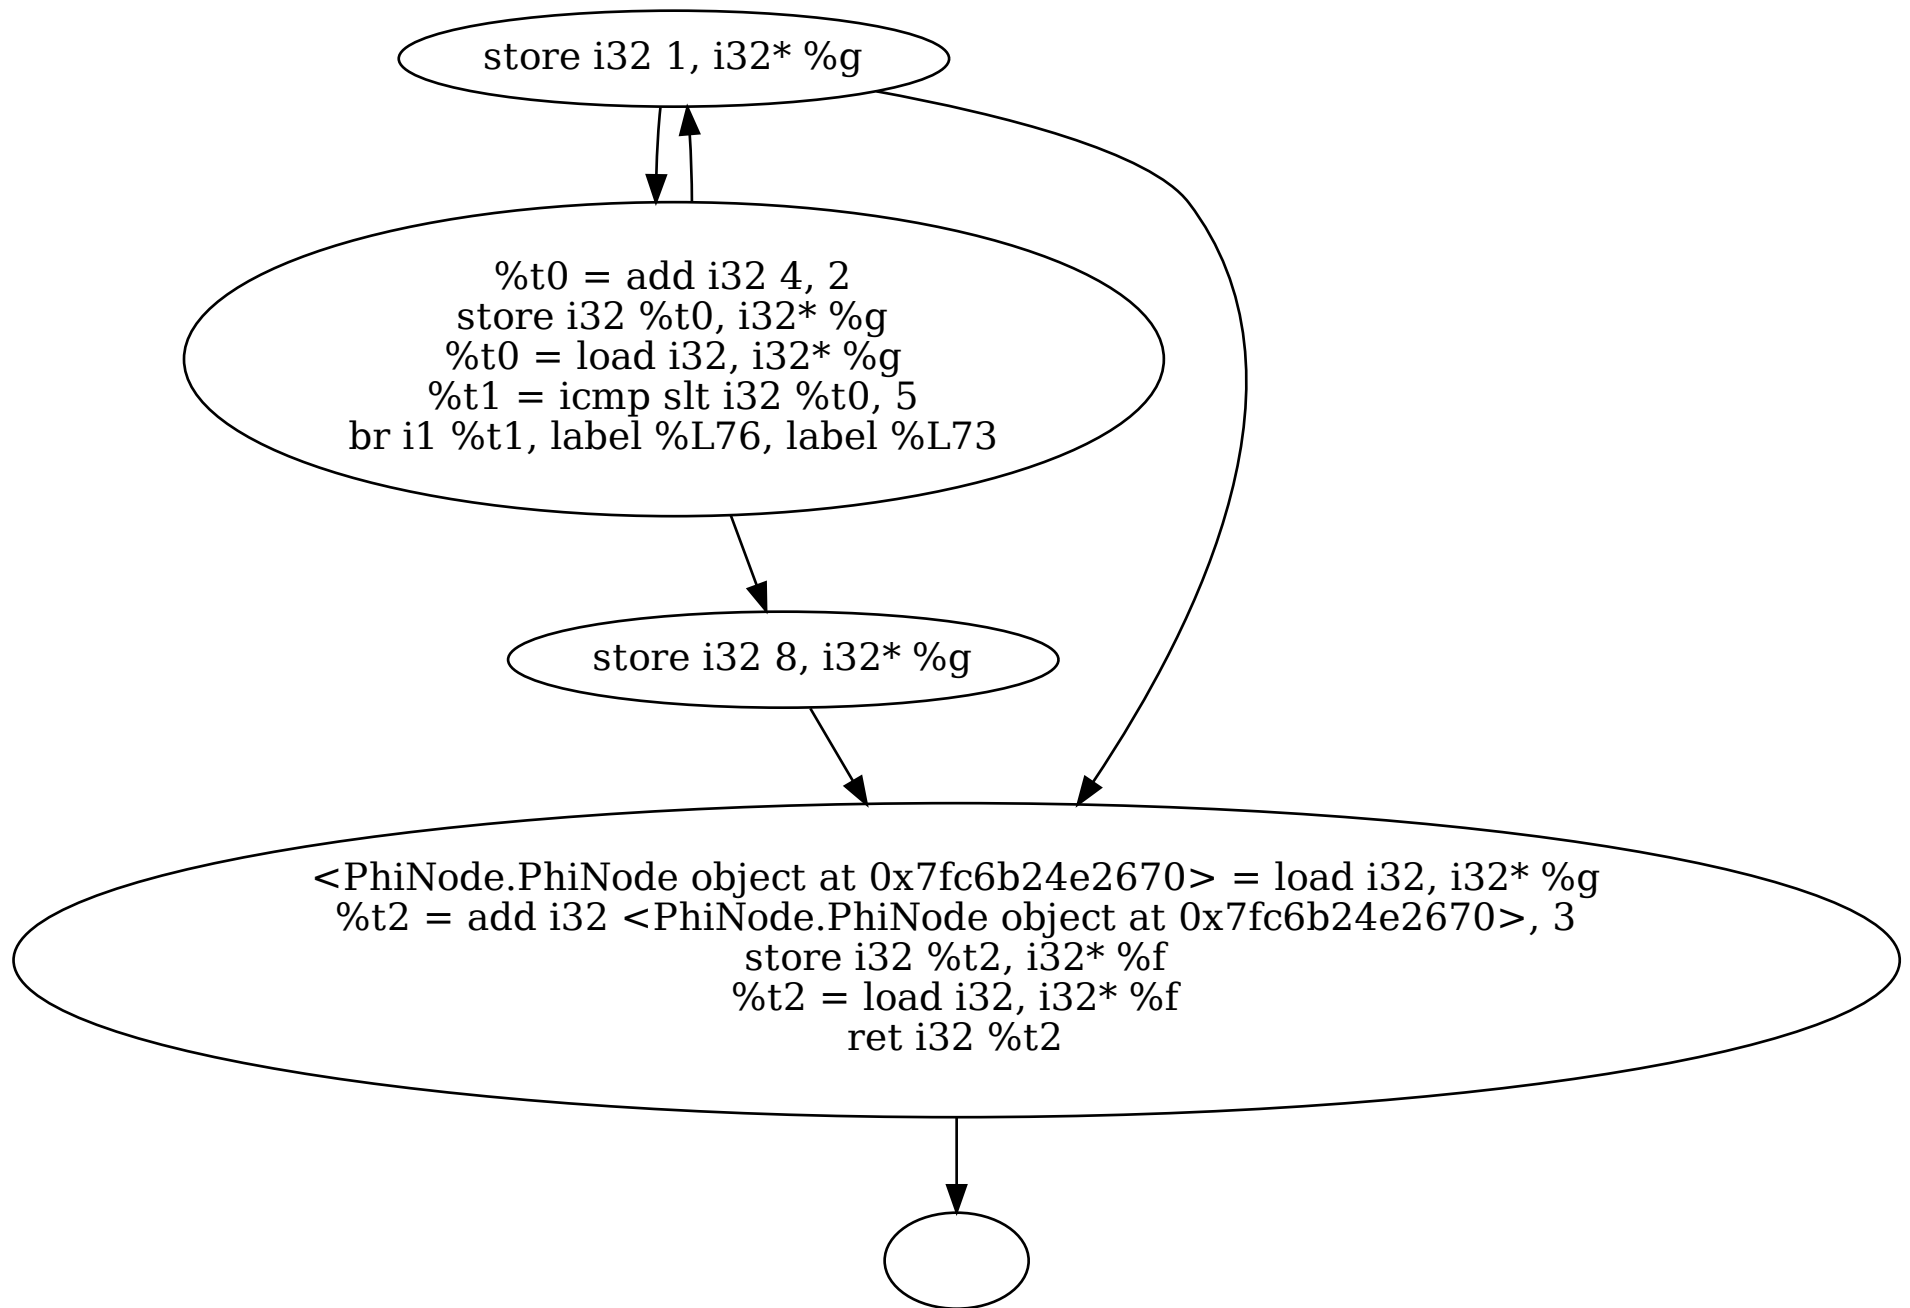 store i32 1, i32* %g
%t0 = add i32 4, 2
store i32 %t0, i32* %g
%t0 = load i32, i32* %g
%t1 = icmp slt i32 %t0, 5
br i1 %t1, label %L76, label %L73
store i32 8, i32* %g
<PhiNode.PhiNode object at 0x7fc6b24e2670> = load i32, i32* %g
%t2 = add i32 <PhiNode.PhiNode object at 0x7fc6b24e2670>, 3
store i32 %t2, i32* %f
%t2 = load i32, i32* %f
ret i32 %t2